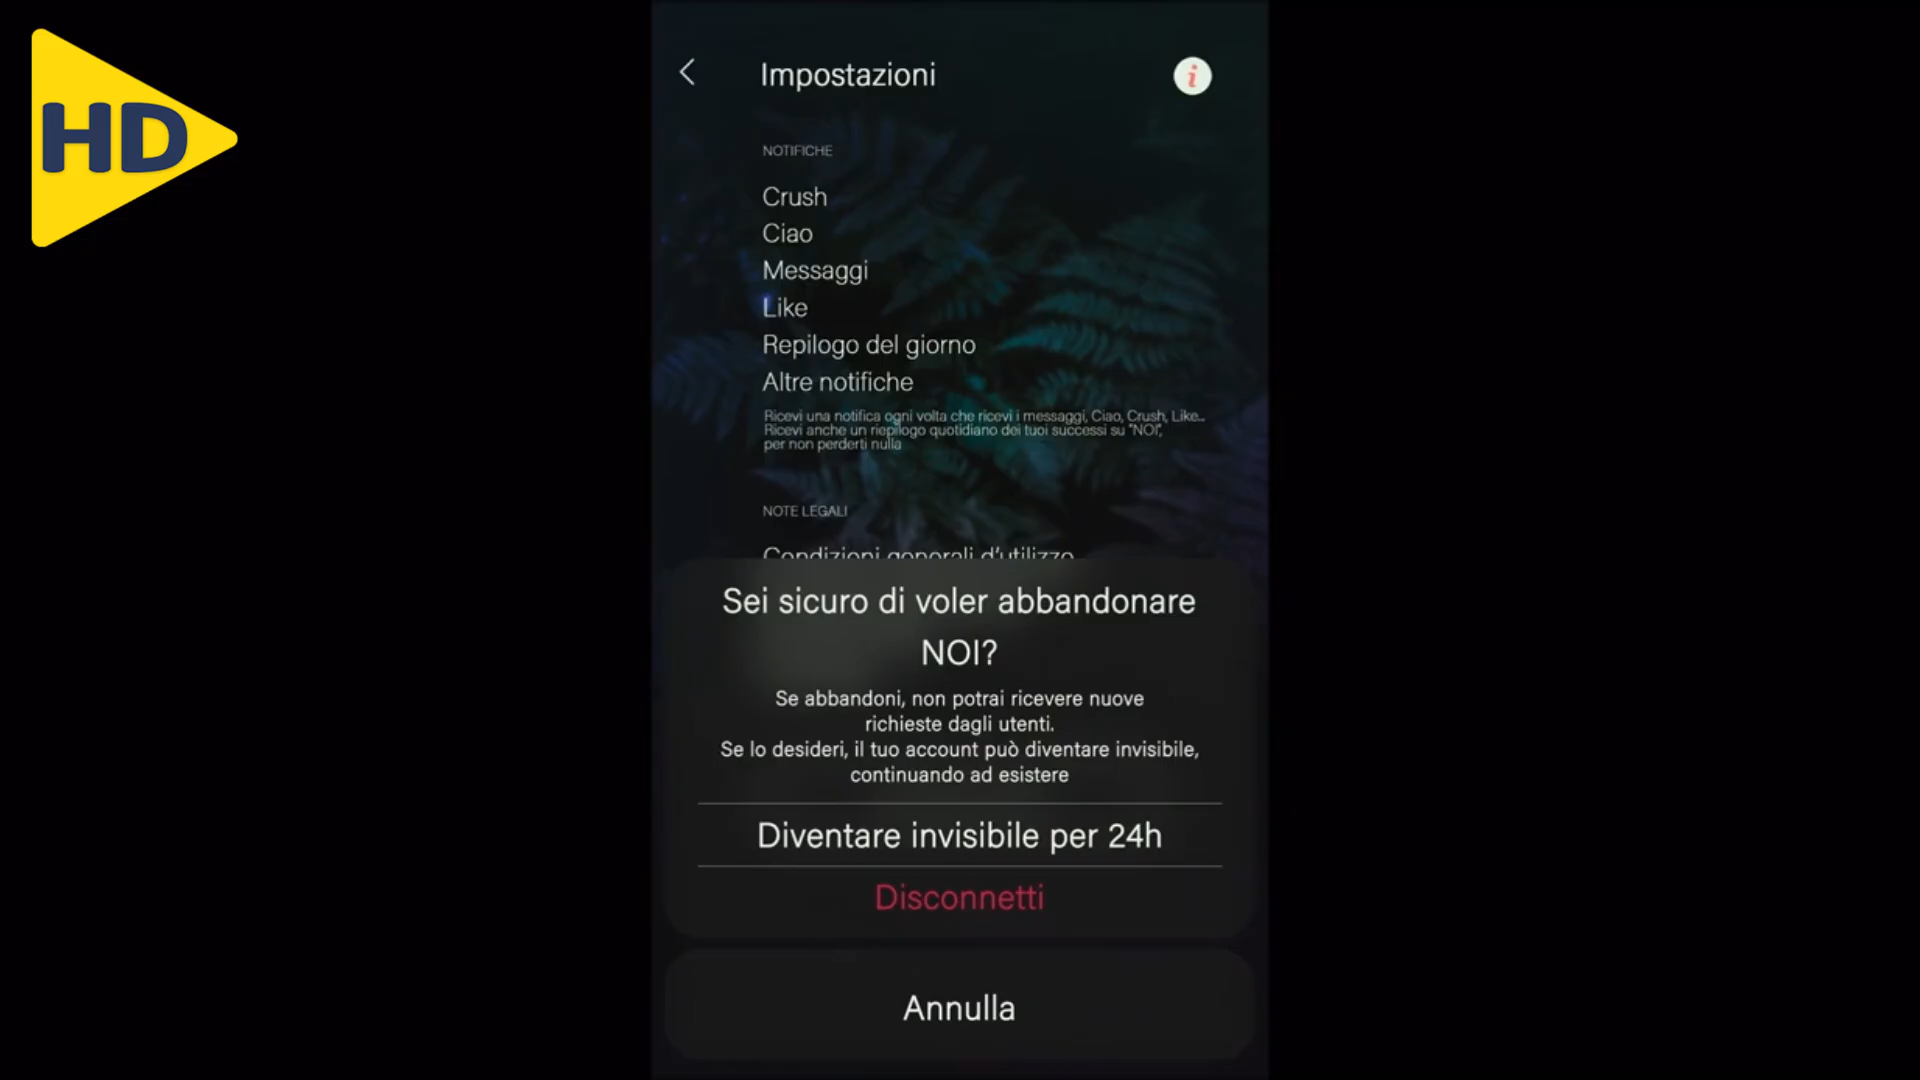 HD
Impostazioni
i
NOTIFICHE
Crush
Ciao
Messaggi
Like
Repilogo del giorno
Altre notifiche
Ricevi una notifica ogni volta che ricevi i messaggi, Ciao, Crush, Like...
Ricevi anche un riepilogo quotidiano dei tuoi successi su "NOI",
per non perderti nulla
NOTE LEGALI
Condizioni generali d'utilizzo
Sei sicuro di voler abbandonare
NOI?
Se abbandoni, non potrai ricevere nuove
richieste dagli utenti.
Se lo desideri, il tuo account può diventare invisibile,
continuando ad esistere
Diventare invisibile per 24h
Disconnetti
Annulla